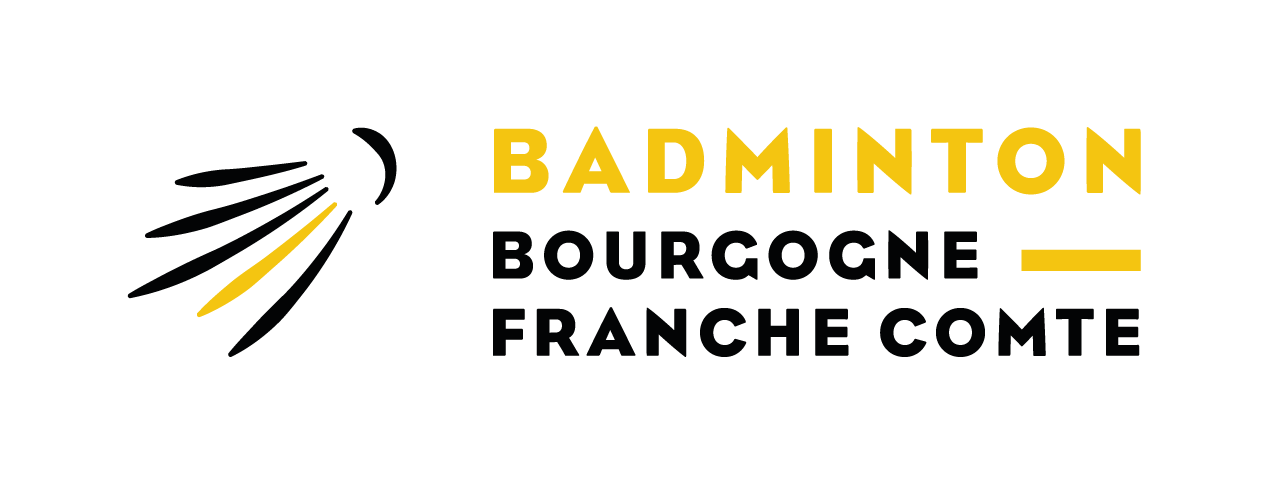 BADMINTON
BOURGOGNE —
FRANCHE COMTE